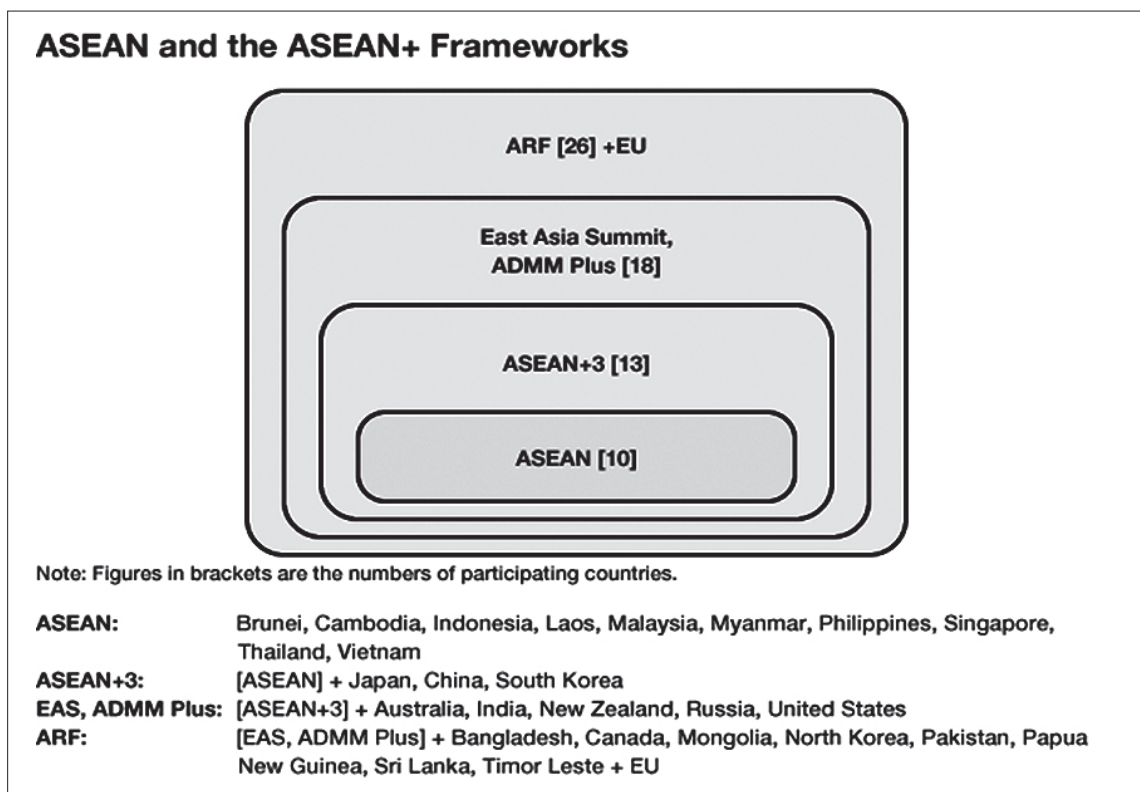 ASEAN and the ASEAN+ Frameworks
ARF [26] +EU
East Asia Summit,
ADMM Plus [18]
ASEAN+3 [13]
ASEAN [10]
Note: Figures in brackets are the numbers of participating countries.
ASEAN: Brunei, Cambodia, Indonesia, Laos, Malaysia, Myanmar, Philippines, Singapore,
Thailand, Vietnam
ASEAN+3: [ASEAN] + Japan, China, South Korea
EAS, ADMM Plus: [ASEAN+3] + Australia, India, New Zealand, Russia, United States
ARF: [EAS, ADMM Plus] + Bangladesh, Canada, Mongolia, North Korea, Pakistan, Papua
New Guinea, Sri Lanka, Timor Leste + EU